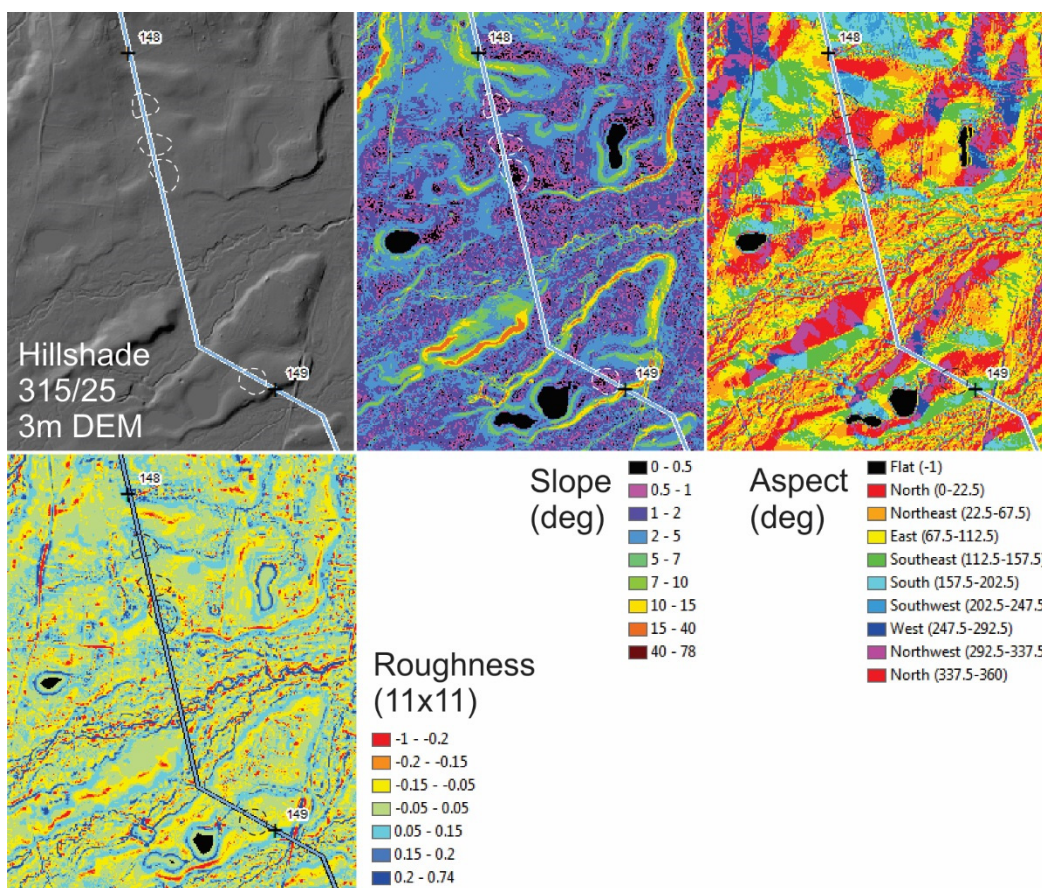 148
149
Hillshade
315/25
3m DEM
148
149
148
149
148
149
Slope
(deg)
0 - 0.5
0.5 - 1
1 - 2
2 - 5
5 - 7
7 - 10
10 - 15
15 - 40
40 - 78
Aspect
(deg)
Flat (-1)
North (0-22.5)
Northeast (22.5-67.5)
East (67.5-112.5)
Southeast (112.5-157.5)
South (157.5-202.5)
Southwest (202.5-247.5
West (247.5-292.5)
Northwest (292.5-337.5
North (337.5-360)
Roughness
(11x11)
-1 - -0.2
-0.2 - -0.15
-0.15 - -0.05
-0.05 - 0.05
0.05 - 0.15
0.15 - 0.2
0.2 - 0.74